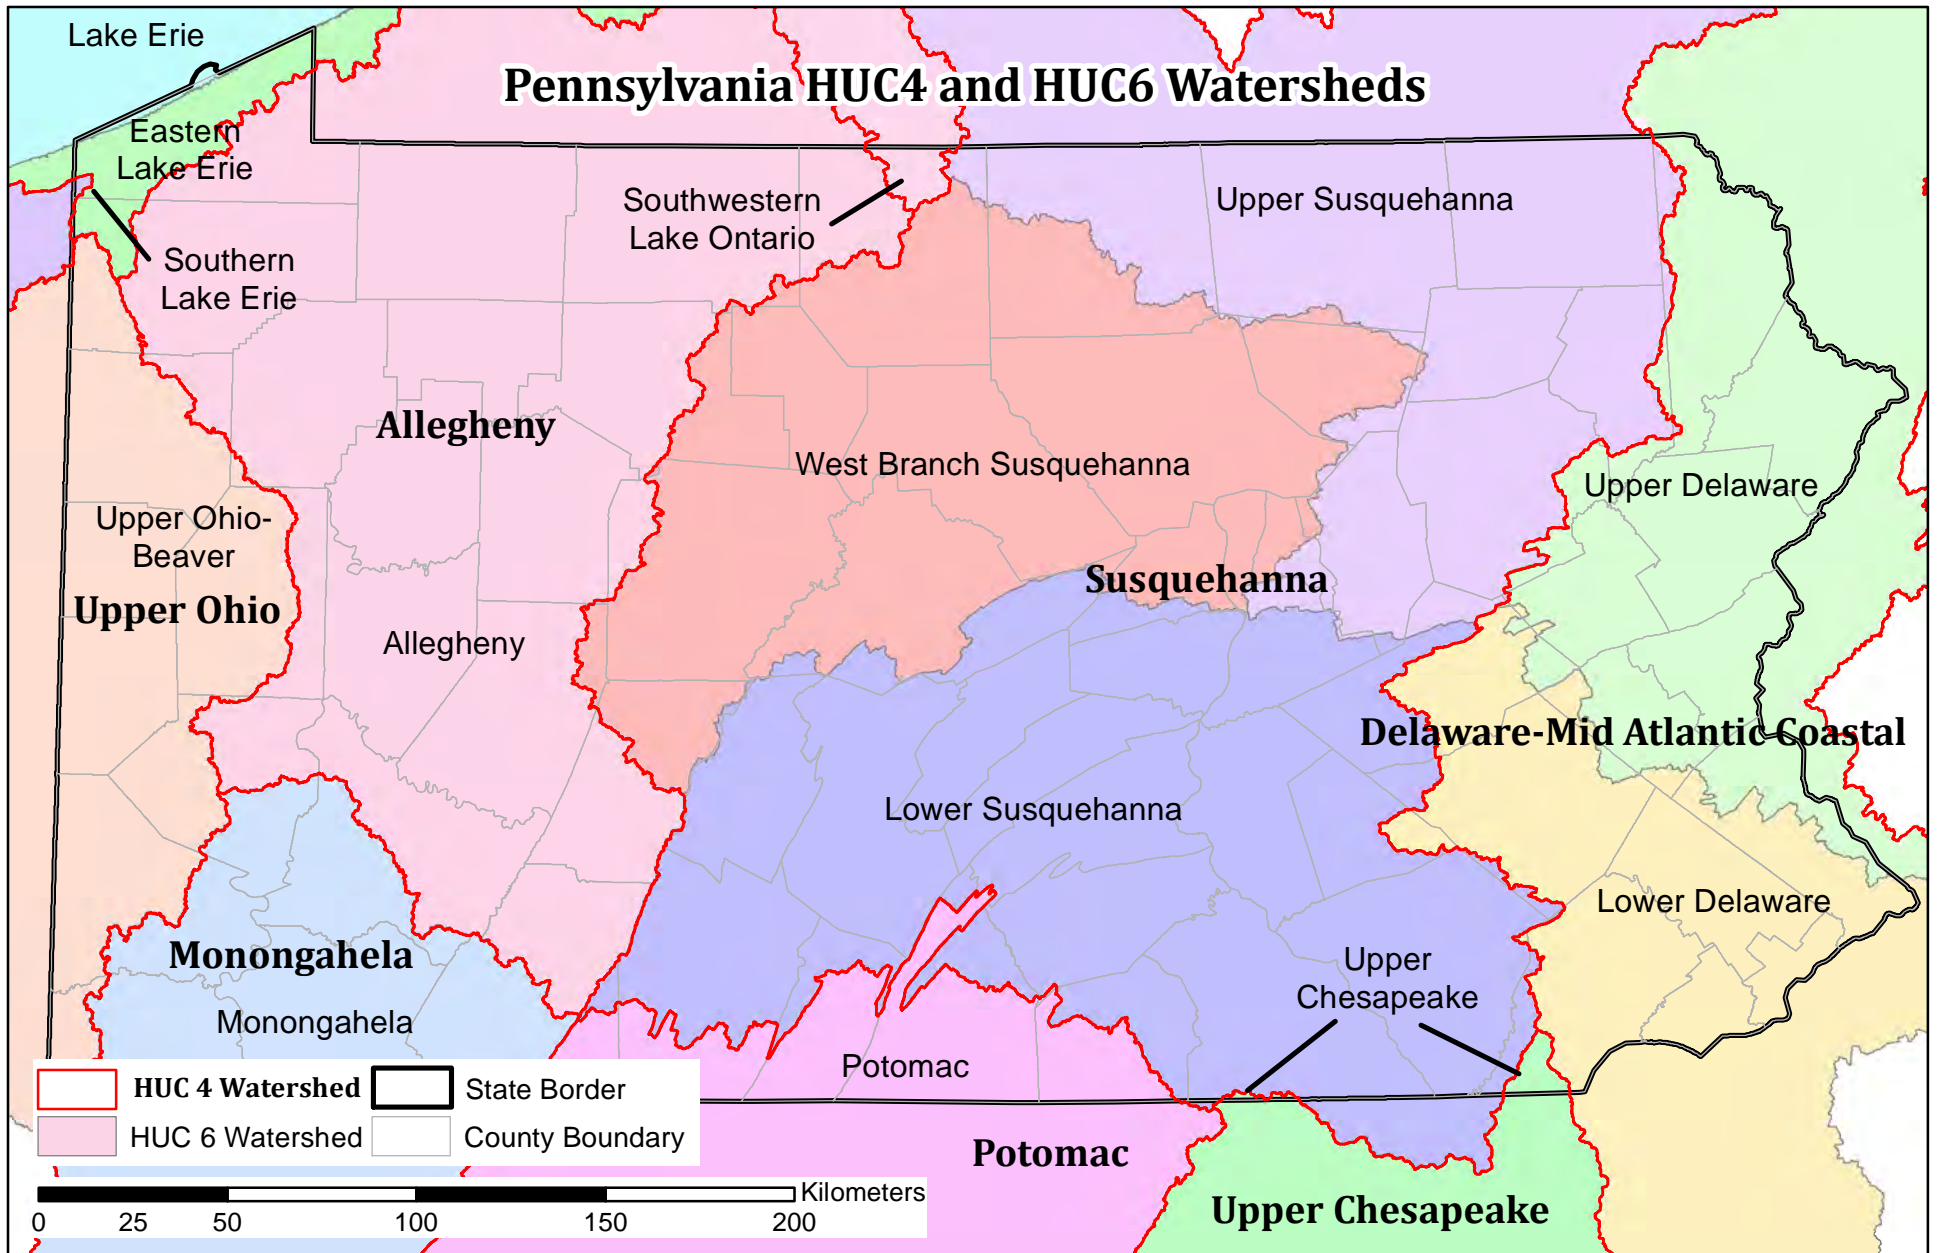 Lake Erie
Pennsylvania HUC4 and HUC6 Watersheds
Eastern
Lake Erie
Southwestern
Lake Ontario
Upper Susquehanna
Southern
Lake Erie
Allegheny
West Branch Susquehanna
Upper Delaware
Upper Ohio-
Beaver
Susquehanna
Upper Ohio
Allegheny
Delaware-Mid Atlantic Coastal
Lower Susquehanna
Lower Delaware
Monongahela
Upper
Chesapeake
Monongahela
Potomac
HUC 4 Watershed
State Border
HUC 6 Watershed
County Boundary
Potomac
Kilometers
Upper Chesapeake
0 25 50 100 150 200